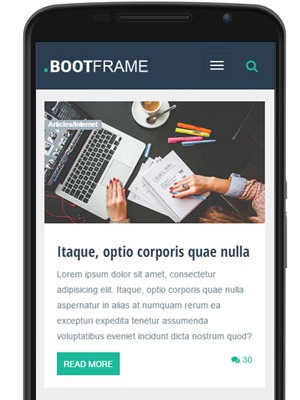 .BOOTFRAME
Articles/Internet
Itaque, optio corporis quae nulla
Lorem ipsum dolor sit amet, consectetur
adipisicing elit. Itaque, optio corporis quae nulla
aspernatur in alias at numquam rerum ea
excepturi expedita tenetur assumenda
voluptatibus eveniet incidunt dicta nostrum quod?
READ MORE
30